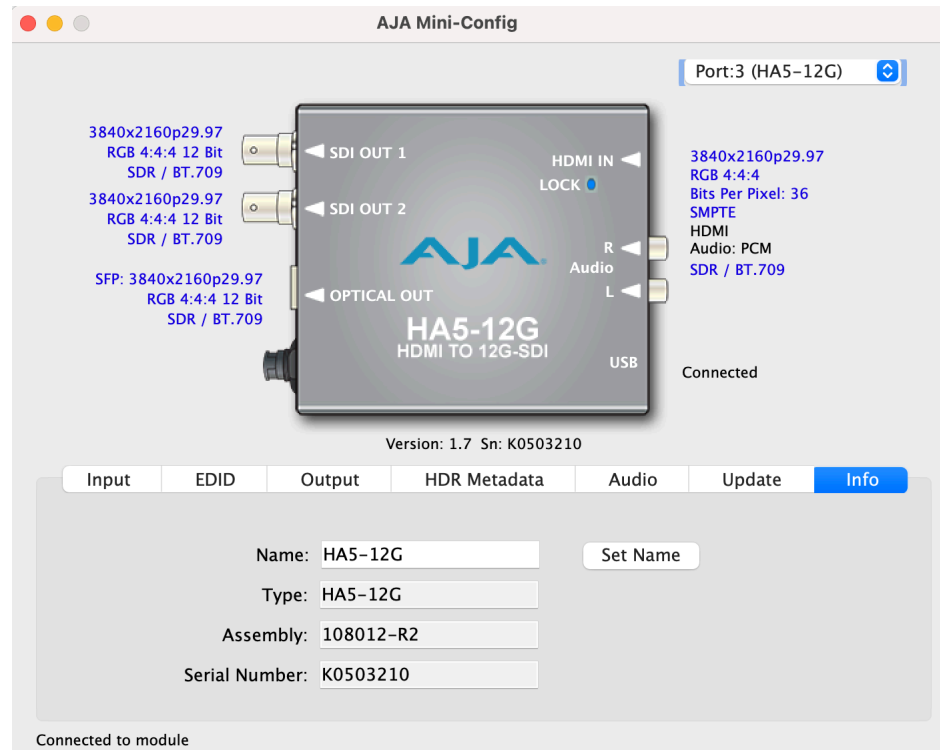 AJA Mini-Config
Port:3 (HA5-12G)
3840x2160p29.97
RGB 4:4:4 12 Bit
SDR / BT.709
3840x2160p29.97
RGB 4:4:4 12 Bit
SDR / BT.709
SFP: 3840x2160p29.97
RGB 4:4:4 12 Bit
SDR / BT.709
SDI OUT 1
SDI OUT 2
OPTICAL OUT
HDMI IN
LOCK
AJA
R
Audio
L
HA5-12G
HDMI TO 12G-SDI
USB
3840x2160p29.97
RGB 4:4:4
Bits Per Pixel: 36
SMPTE
HDMI
Audio: PCM
SDR / BT.709
Connected
Version: 1.7 Sn: K0503210
Input EDID Output HDR Metadata Audio Update Info
Name: HA5-12G Set Name
Type: HA5-12G
Assembly: 108012-R2
Serial Number: K0503210
Connected to module